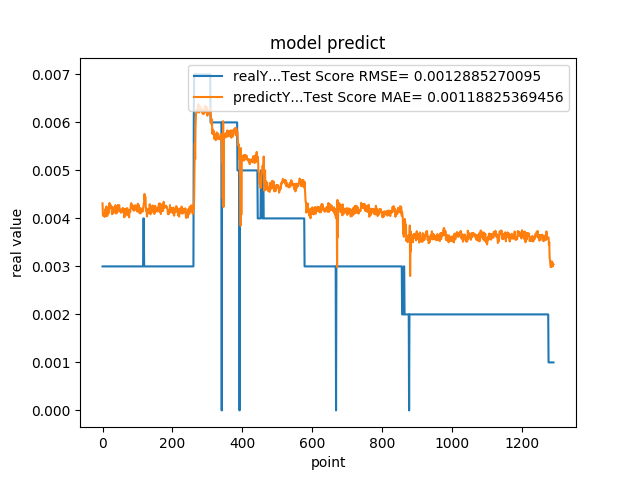 model predict
realY...Test Score RMSE= 0.0012885270095
predictY...Test Score MAE= 0.00118825369456
0.007
0.006
0.005
0.004
0.003
0.002
0.001
0.000
real value
0 200 400 600 800 1000 1200
point